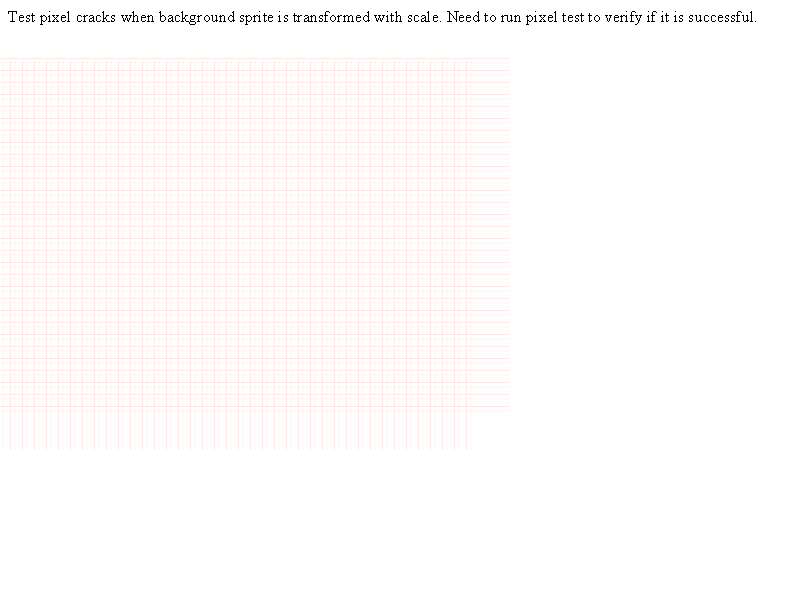 Test pixel cracks when background sprite is transformed with scale. Need to run pixel test to verify if it is successful.